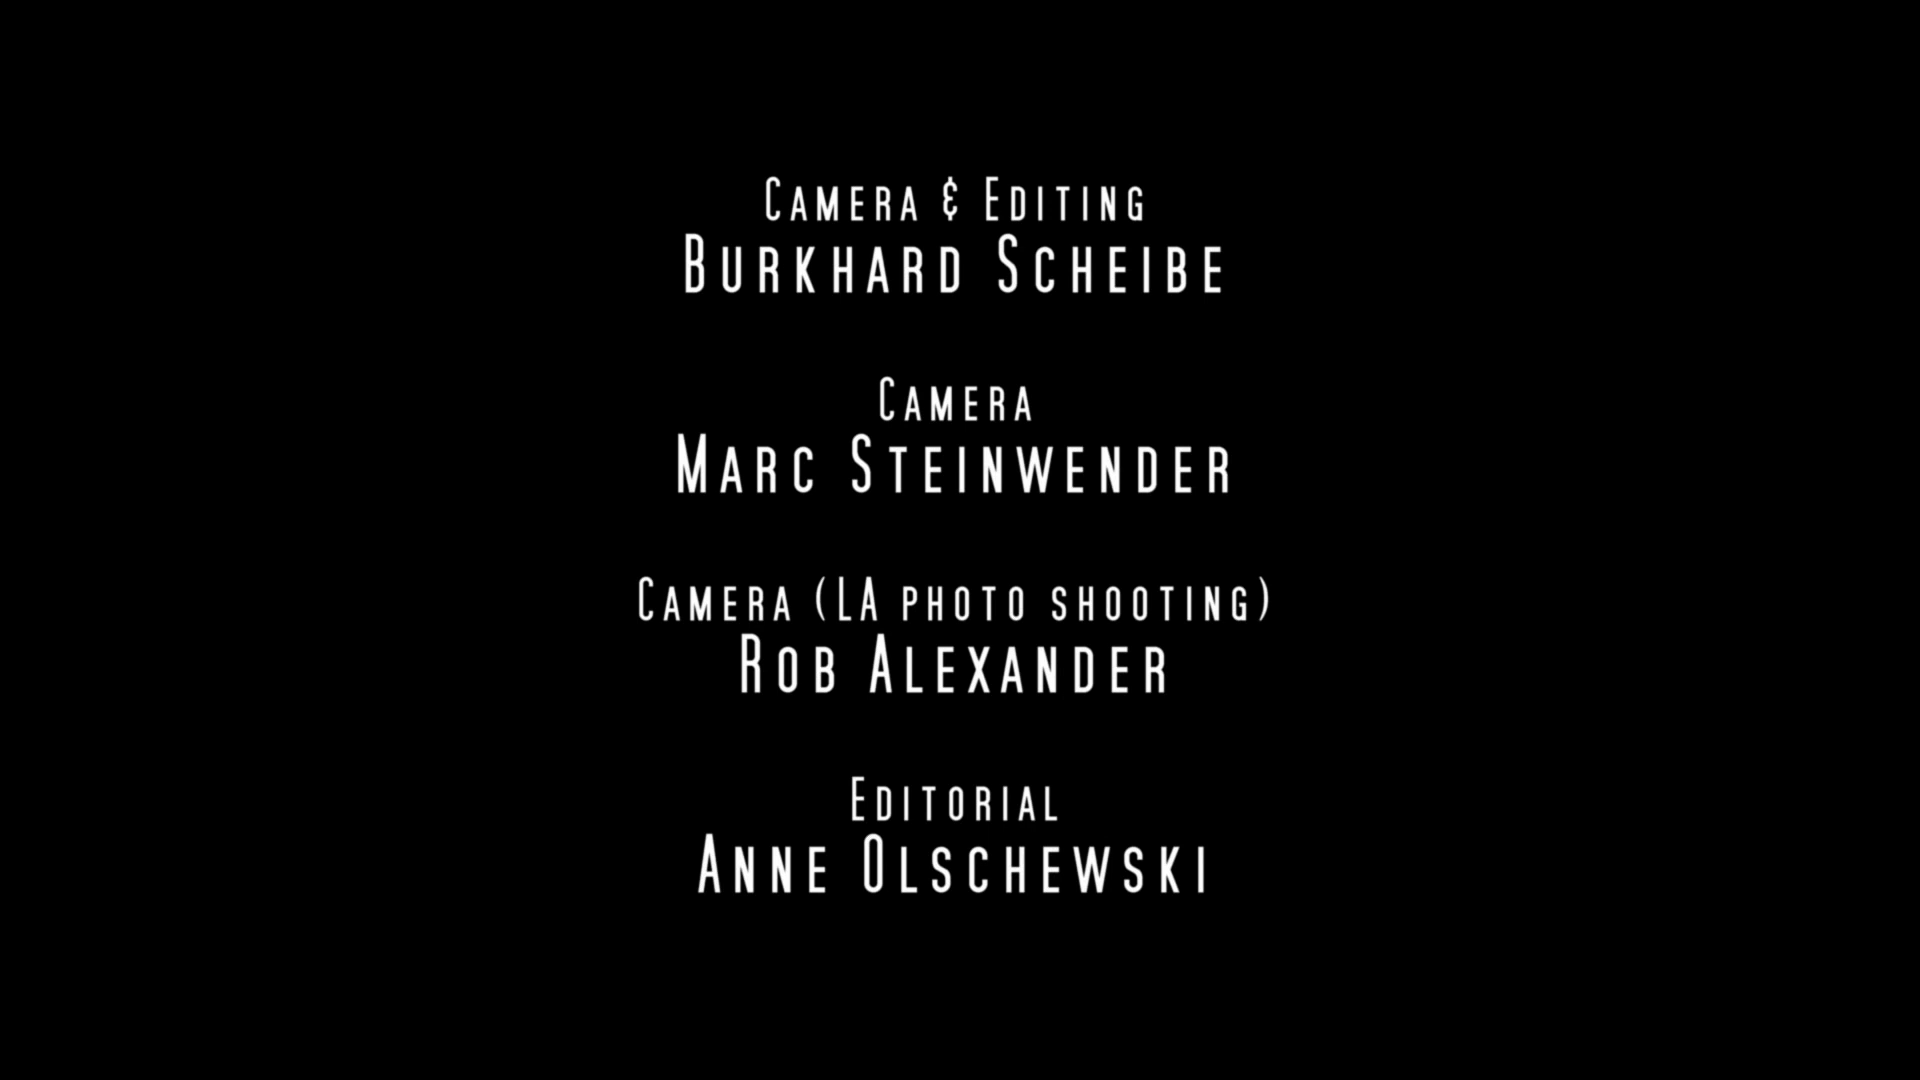 Camera & Editing
Burkhard Scheibe
Camera
Marc Steinwender
Camera (LA photo shooting)
Rob Alexander
Editorial
Anne Olschewski